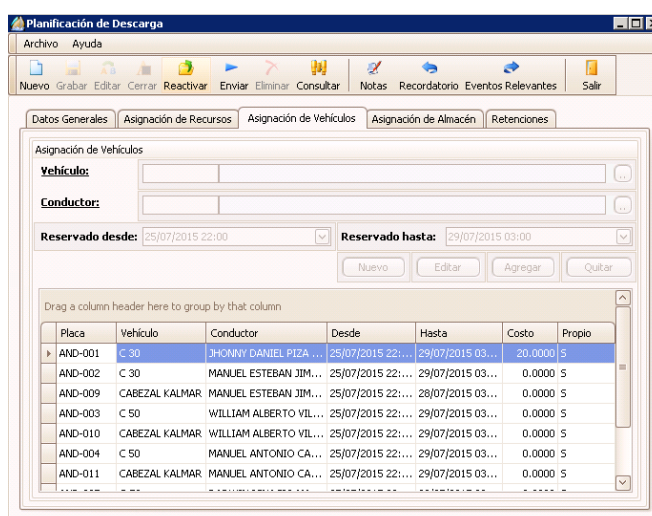 Planificación de Descarga
Archivo Ayuda
Nuevo Grabar Editar Cerrar Reactivar Enviar Eliminar Consultar Notas Recordatorio Eventos Relevantes Salir
Datos Generales Asignación de Recursos Asignación de Vehículos Asignación de Almacén Retenciones
Asignación de Vehículos
Vehículo:
Conductor:
Reservado desde: 25/07/2015 22:00 Reservado hasta: 29/07/2015 03:00
Nuevo Editar Agregar Quitar
Drag a column header here to group by that column
Placa Vehículo Conductor Desde Hasta Costo Propio
AND-001 C 30 JHONNY DANIEL PIZA ... 25/07/2015 22:... 29/07/2015 03... 20.0000 S
AND-002 C 30 MANUEL ESTEBAN JIM... 25/07/2015 22:... 29/07/2015 03... 0.0000 S
AND-009 CABEZAL KALMAR MANUEL ESTEBAN JIM... 25/07/2015 22:... 28/07/2015 03... 0.0000 S
AND-003 C 50 WILLIAM ALBERTO VIL... 25/07/2015 22:... 29/07/2015 03... 0.0000 S
AND-010 CABEZAL KALMAR WILLIAM ALBERTO VIL... 25/07/2015 22:... 29/07/2015 03... 0.0000 S
AND-004 C 50 MANUEL ANTONIO CA... 25/07/2015 22:... 29/07/2015 03... 0.0000 S
AND-011 CABEZAL KALMAR MANUEL ANTONIO CA... 25/07/2015 22:... 29/07/2015 03... 0.0000 S